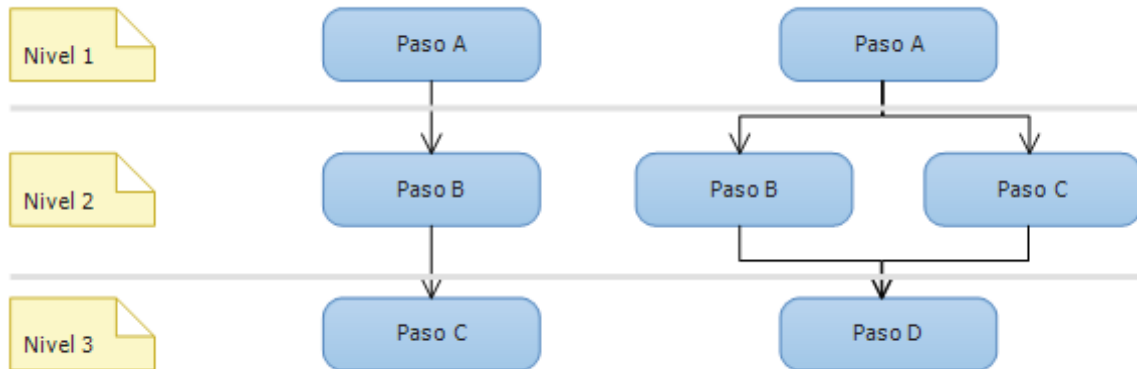 Nivel 1
Paso A
Paso A
Nivel 2
Paso B
Paso B
Paso C
Nivel 3
Paso C
Paso D